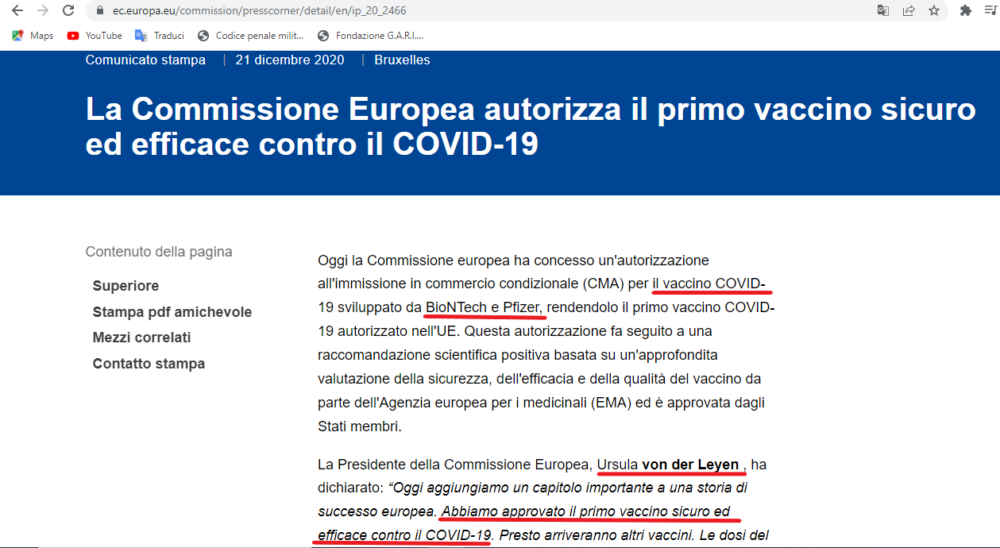 ec.europa.eu/commission/presscorner/detail/en/ip_20_2466
Maps YouTube Traduci Codice penale milit... Fondazione G.A.R.I....
Comunicato stampa | 21 dicembre 2020 | Bruxelles
La Commissione Europea autorizza il primo vaccino sicuro
ed efficace contro il COVID-19
Contenuto della pagina
Superiore
Stampa pdf amichevole
Mezzi correlati
Contatto stampa
Oggi la Commissione europea ha concesso un'autorizzazione
all'immissione in commercio condizionale (CMA) per il vaccino COVID-
19 sviluppato da BioNTech e Pfizer, rendendolo il primo vaccino COVID-
19 autorizzato nell'UE. Questa autorizzazione fa seguito a una
raccomandazione scientifica positiva basata su un'approfondita
valutazione della sicurezza, dell'efficacia e della qualità del vaccino da
parte dell'Agenzia europea per i medicinali (EMA) ed è approvata dagli
Stati membri.
La Presidente della Commissione Europea, Ursula von der Leyen , ha
dichiarato: “Oggi aggiungiamo un capitolo importante a una storia di
successo europea. Abbiamo approvato il primo vaccino sicuro ed
efficace contro il COVID-19. Presto arriveranno altri vaccini. Le dosi del